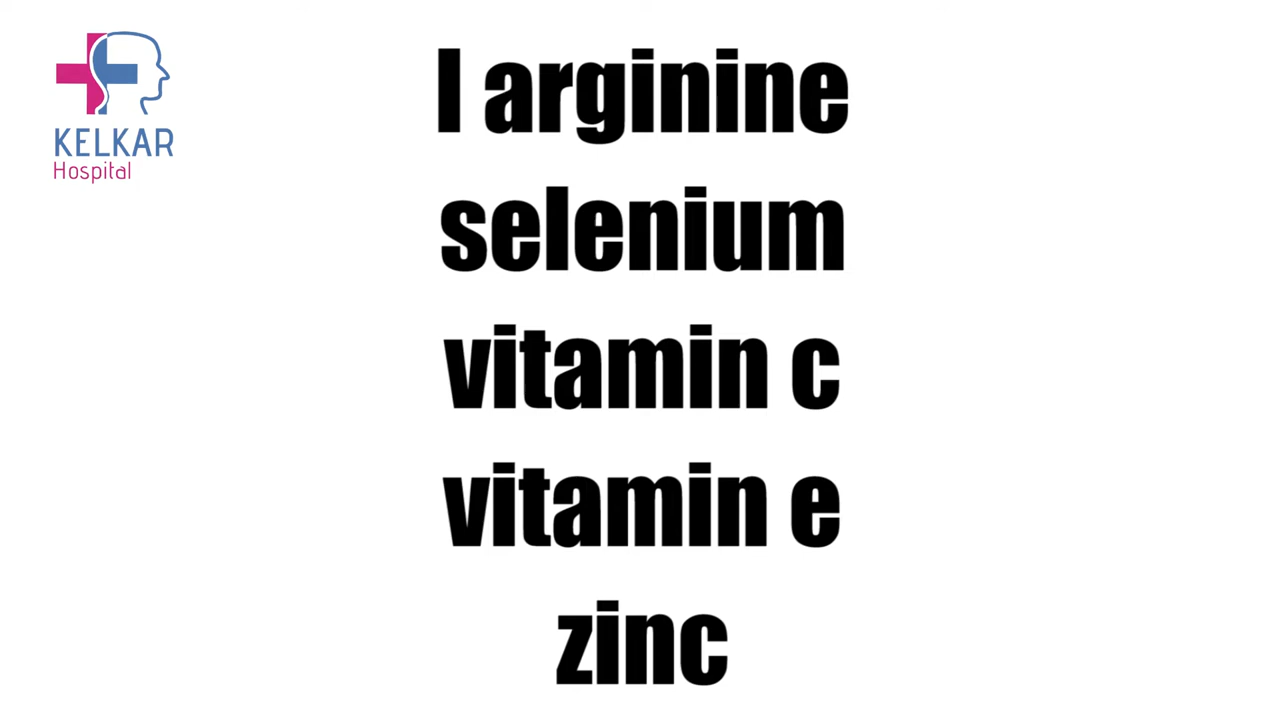 KELKAR
Hospital
l arginine
selenium
vitamin c
vitamin e
zinc